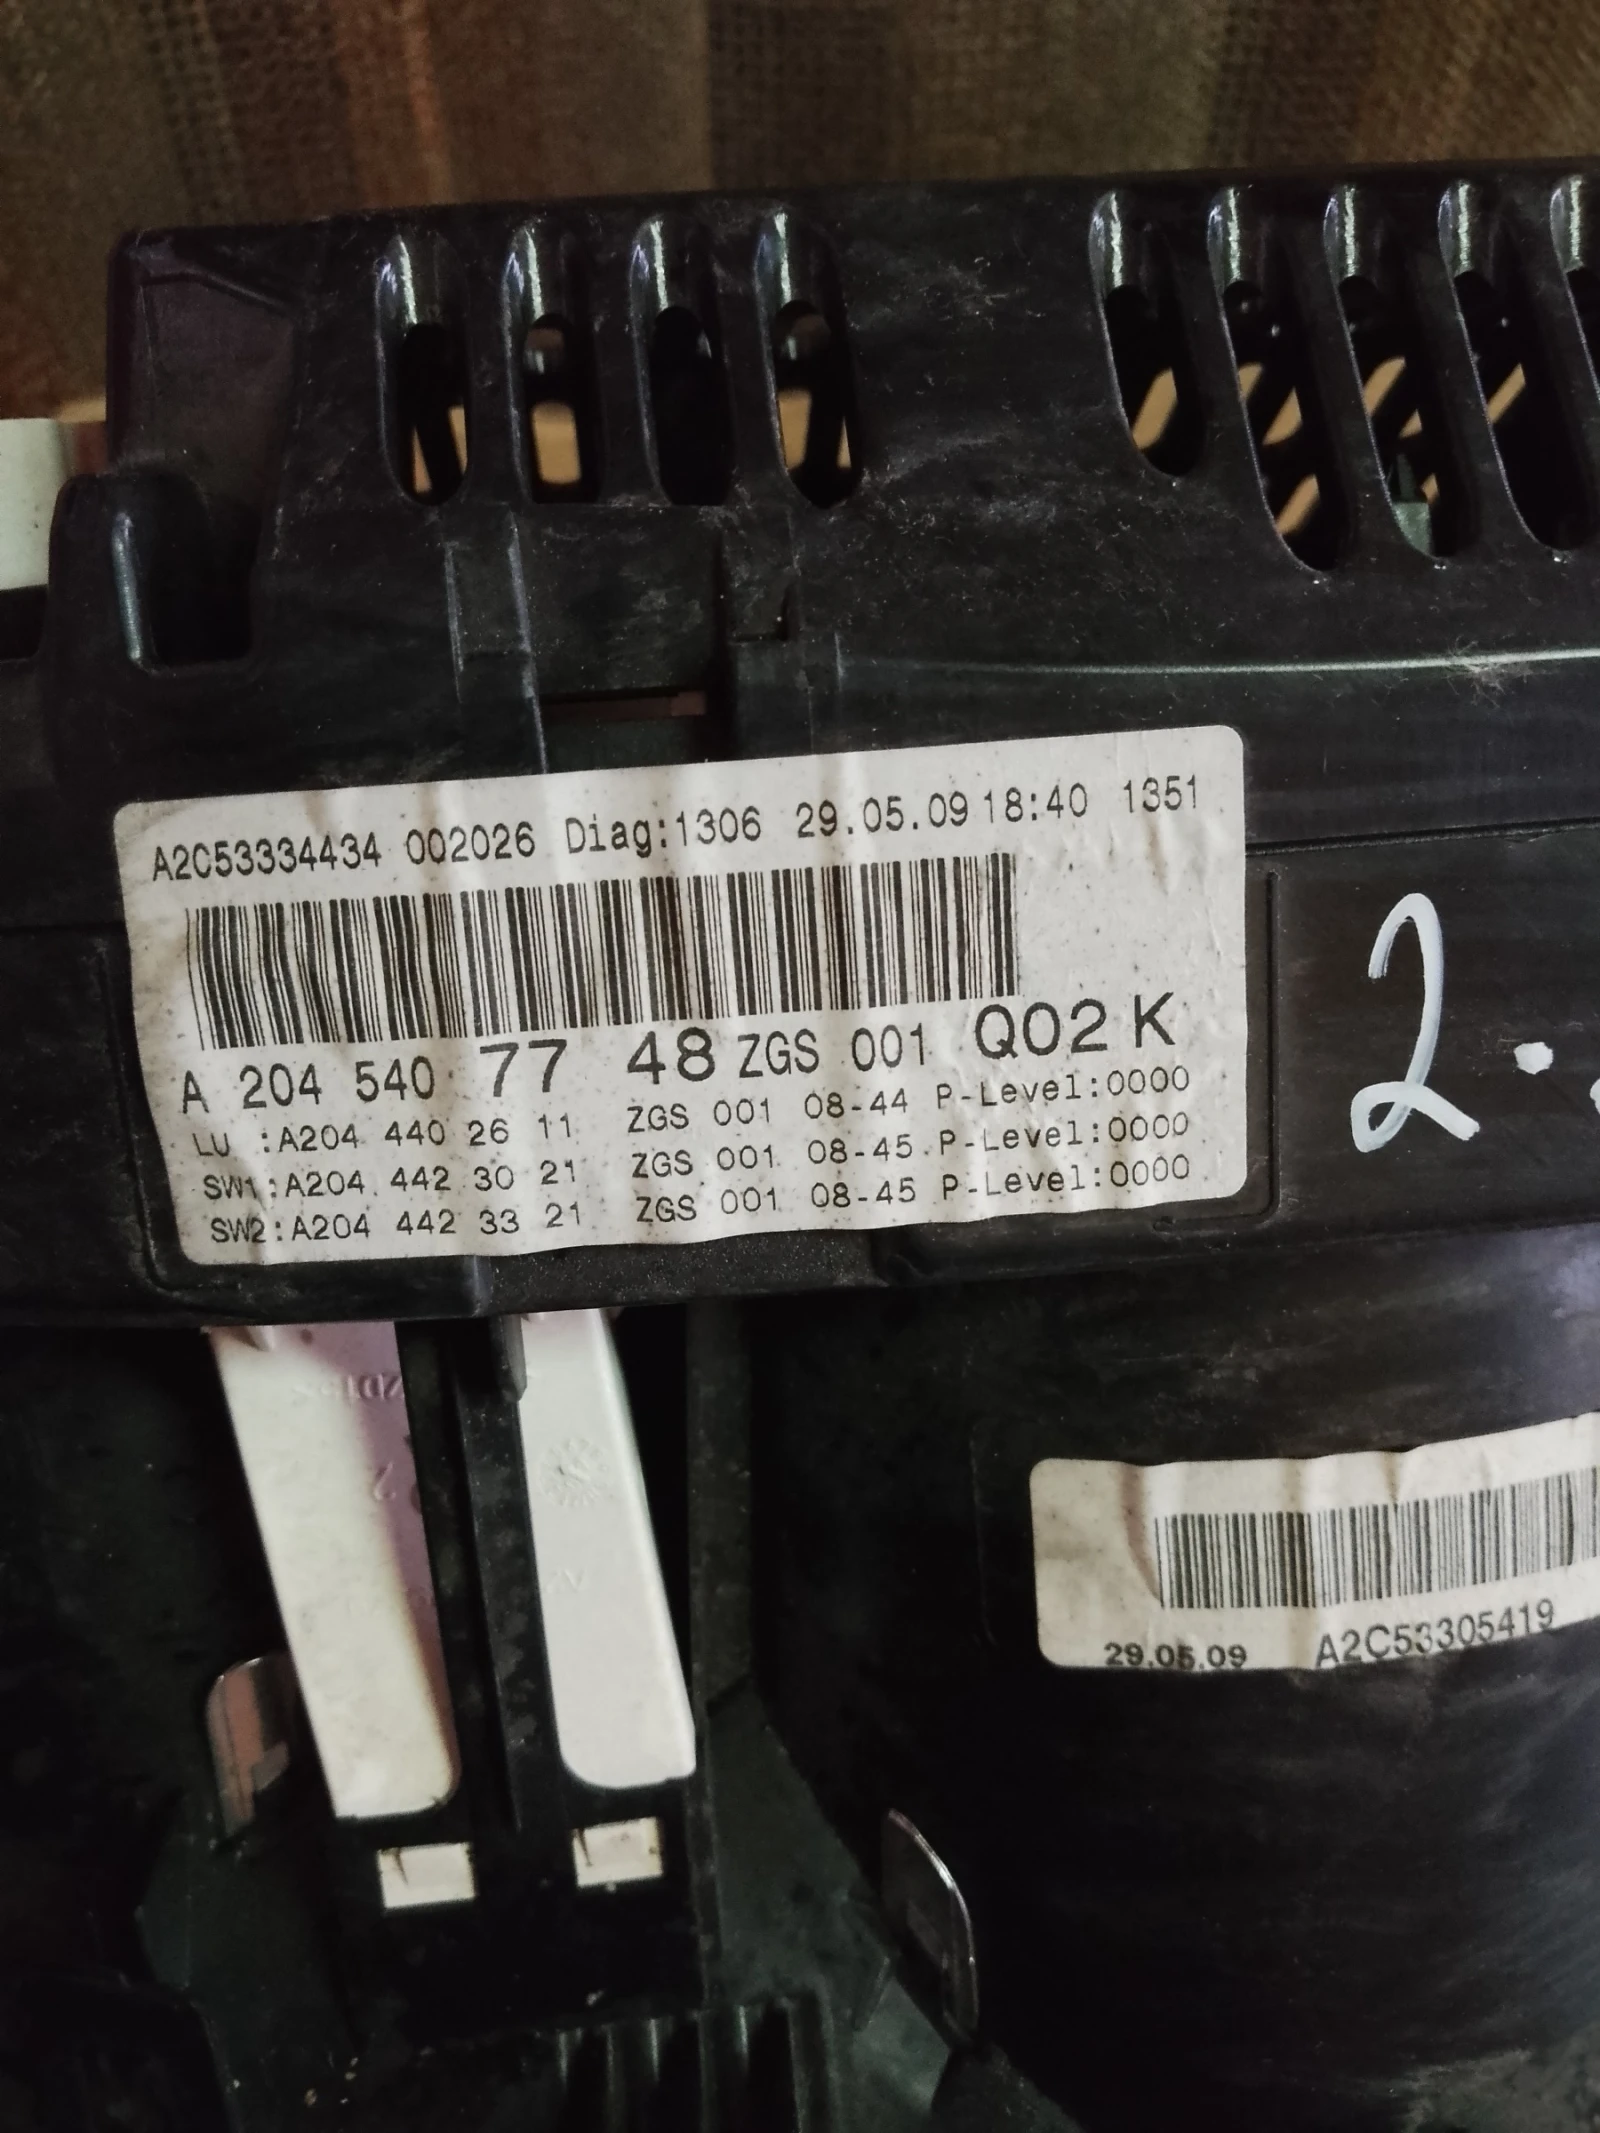 A2C53334434 002026 Diag:1306 29.05.09 18:40 1351
A 204 540 77 48 ZGS 001 Q02 K
LU :A204 440 26 11 ZGS 001 08-44 P-Level:0000
SW1:A204 442 30 21 ZGS 001 08-45 P-Level:0000
SW2:A204 442 33 21 ZGS 001 08-45 P-Level:0000
2.
29.05.09 A2C53305419
2